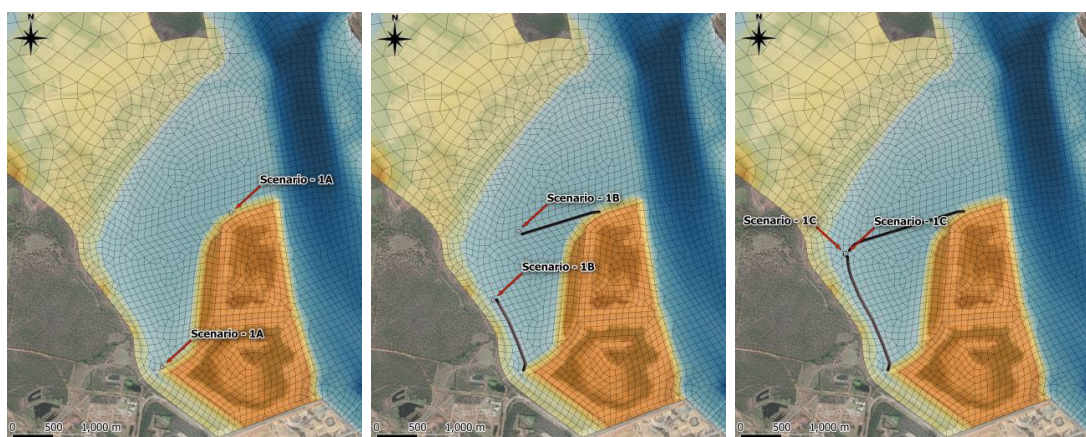 N
Scenario - 1A
Scenario - 1A
0 500 1,000 m
N
Scenario - 1B
Scenario - 1B
0 500 1,000 m
N
Scenario - 1C
Scenario - 1C
0 500 1,000 m